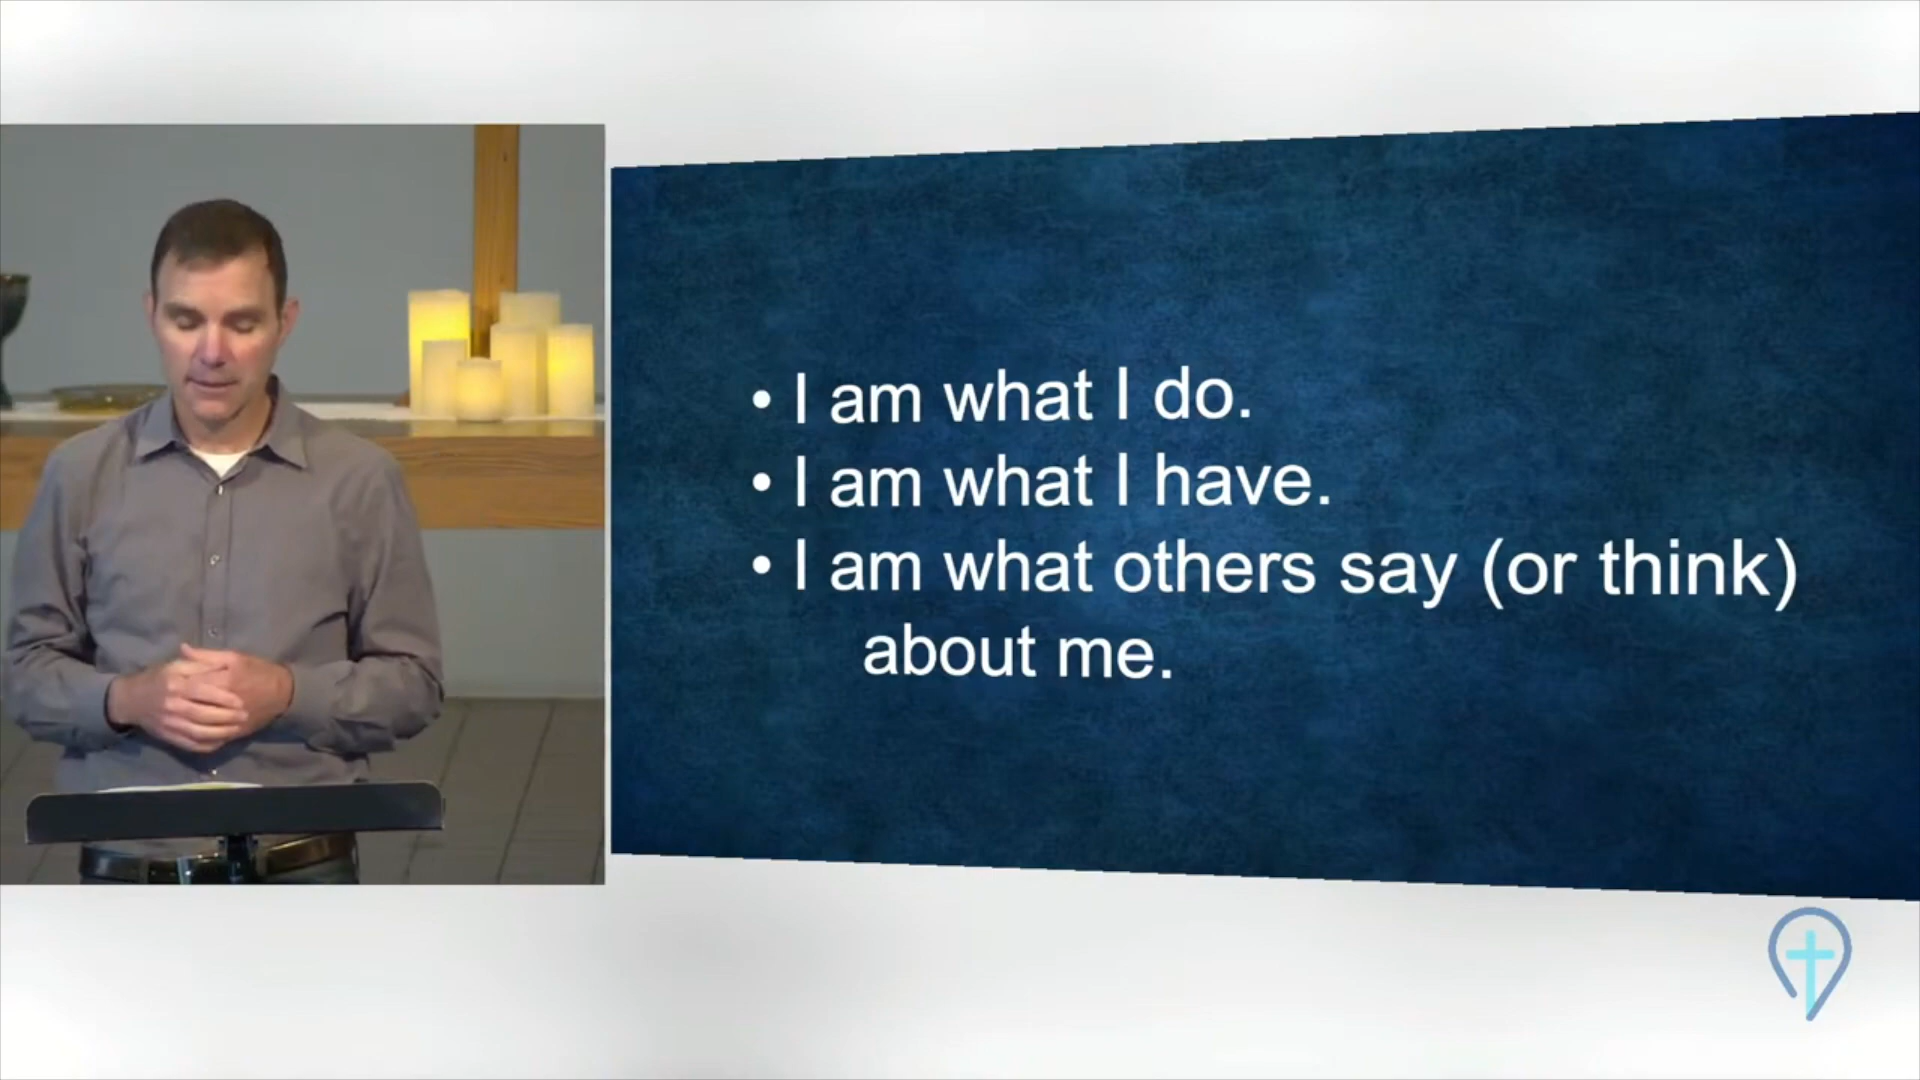 • I am what I do.
• I am what I have.
• I am what others say (or think)
about me.